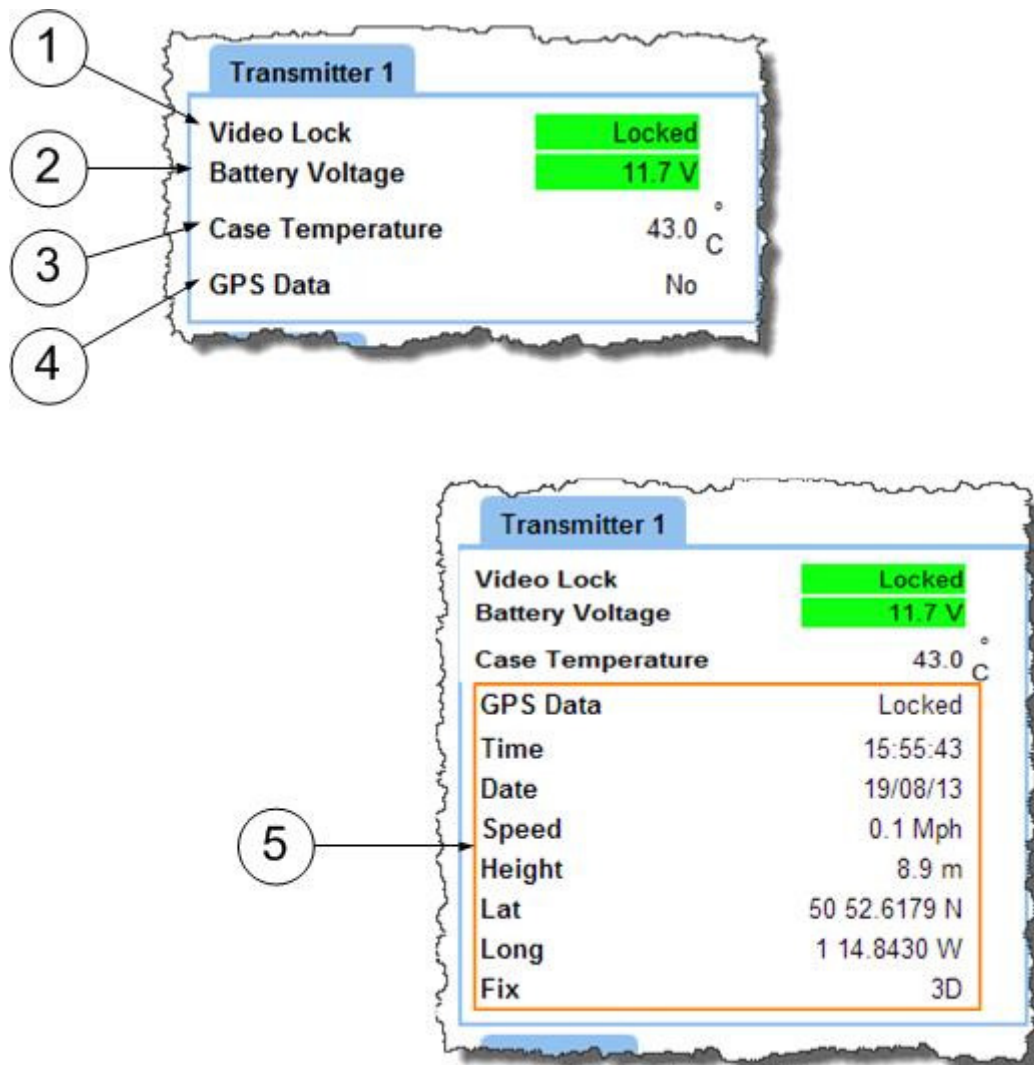 1
Transmitter 1
Video Lock Locked
2
Battery Voltage 11.7 V
3
Case Temperature 43.0 °C
4
GPS Data No
Transmitter 1
Video Lock Locked
Battery Voltage 11.7 V
Case Temperature 43.0 °C
5
GPS Data Locked
Time 15:55:43
Date 19/08/13
Speed 0.1 Mph
Height 8.9 m
Lat 50 52.6179 N
Long 1 14.8430 W
Fix 3D